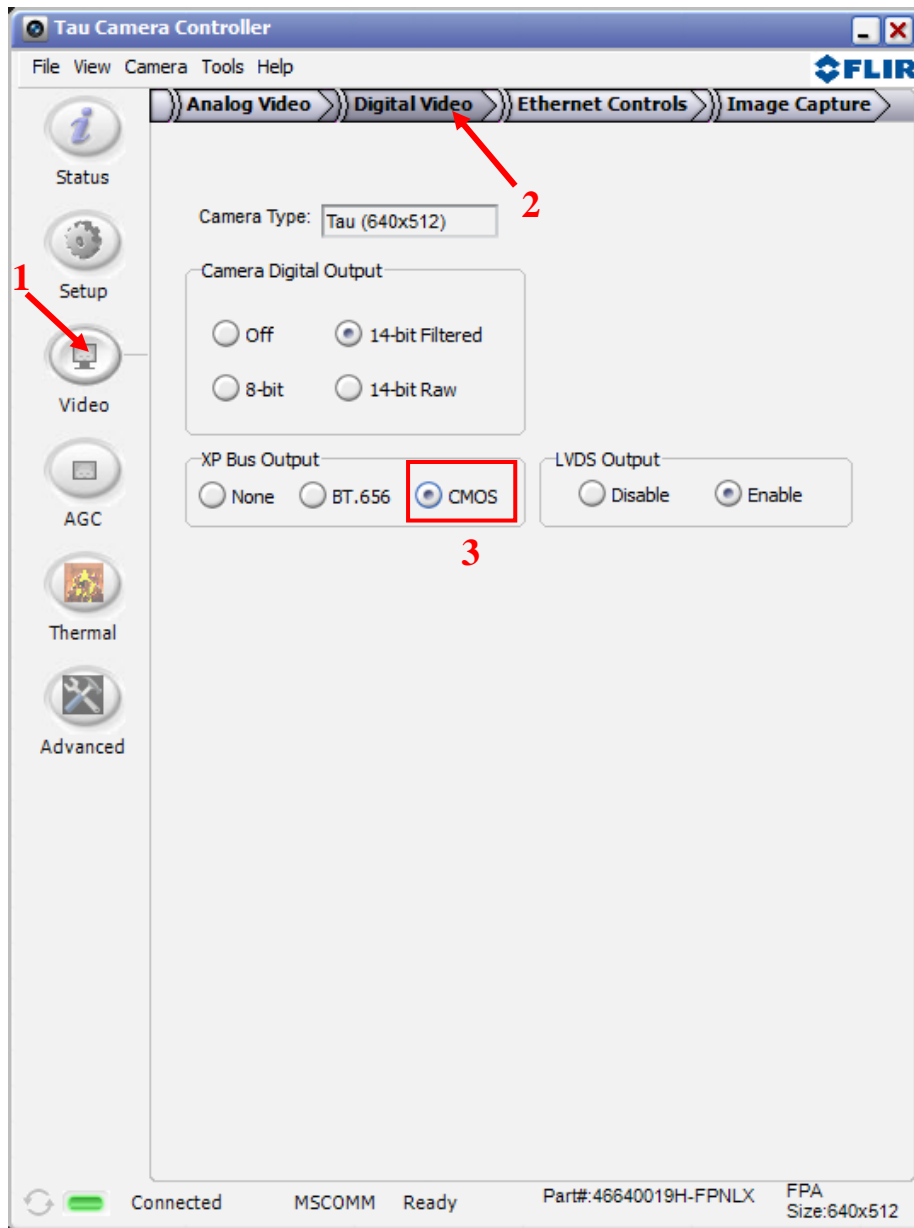 Tau Camera Controller
File View Camera Tools Help
FLIR
Analog Video Digital Video Ethernet Controls Image Capture
Status
2
Camera Type: Tau (640x512)
Camera Digital Output
1
Setup
Off 14-bit Filtered
8-bit 14-bit Raw
Video
XP Bus Output
None BT.656 CMOS
LVDS Output
Disable Enable
AGC
3
Thermal
Advanced
Connected MSCOMM Ready Part#:46640019H-FPNLX FPA
Size:640x512